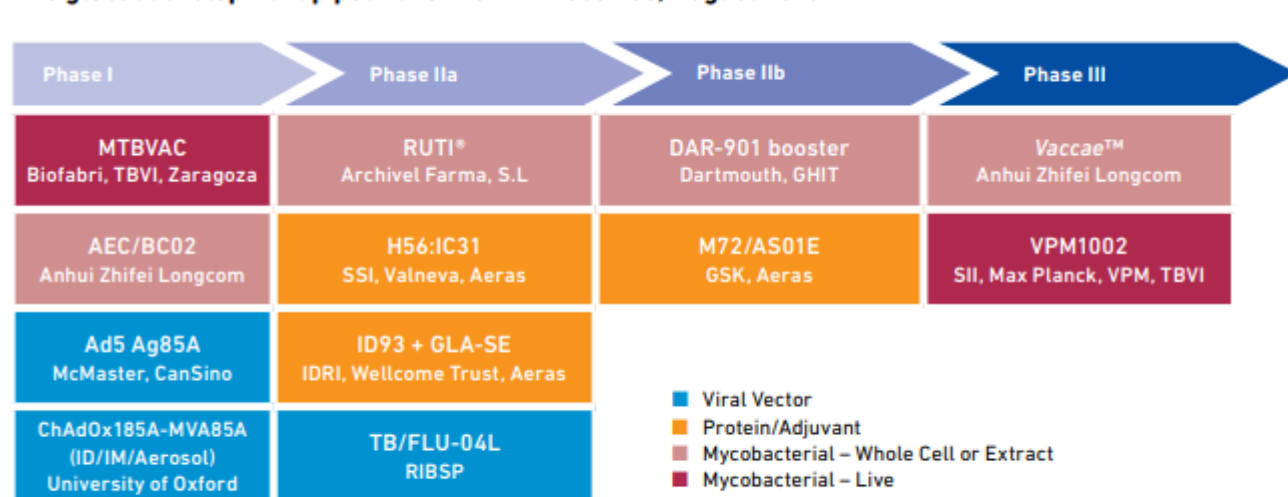 Phase I
Phase IIa
Phase IIb
Phase III
MTBVAC
Biofabri, TBVI, Zaragoza
RUTI®
Archivel Farma, S.L
DAR-901 booster
Dartmouth, GHIT
Vaccae™
Anhui Zhifei Longcom
AEC/BC02
Anhui Zhifei Longcom
H56:IC31
SSI, Valneva, Aeras
M72/AS01E
GSK, Aeras
VPM1002
SII, Max Planck, VPM, TBVI
Ad5 Ag85A
McMaster, CanSino
ID93 + GLA-SE
IDRI, Wellcome Trust, Aeras
ChAdOx185A-MVA85A
(ID/IM/Aerosol)
University of Oxford
TB/FLU-04L
RIBSP
Viral Vector
Protein/Adjuvant
Mycobacterial – Whole Cell or Extract
Mycobacterial – Live